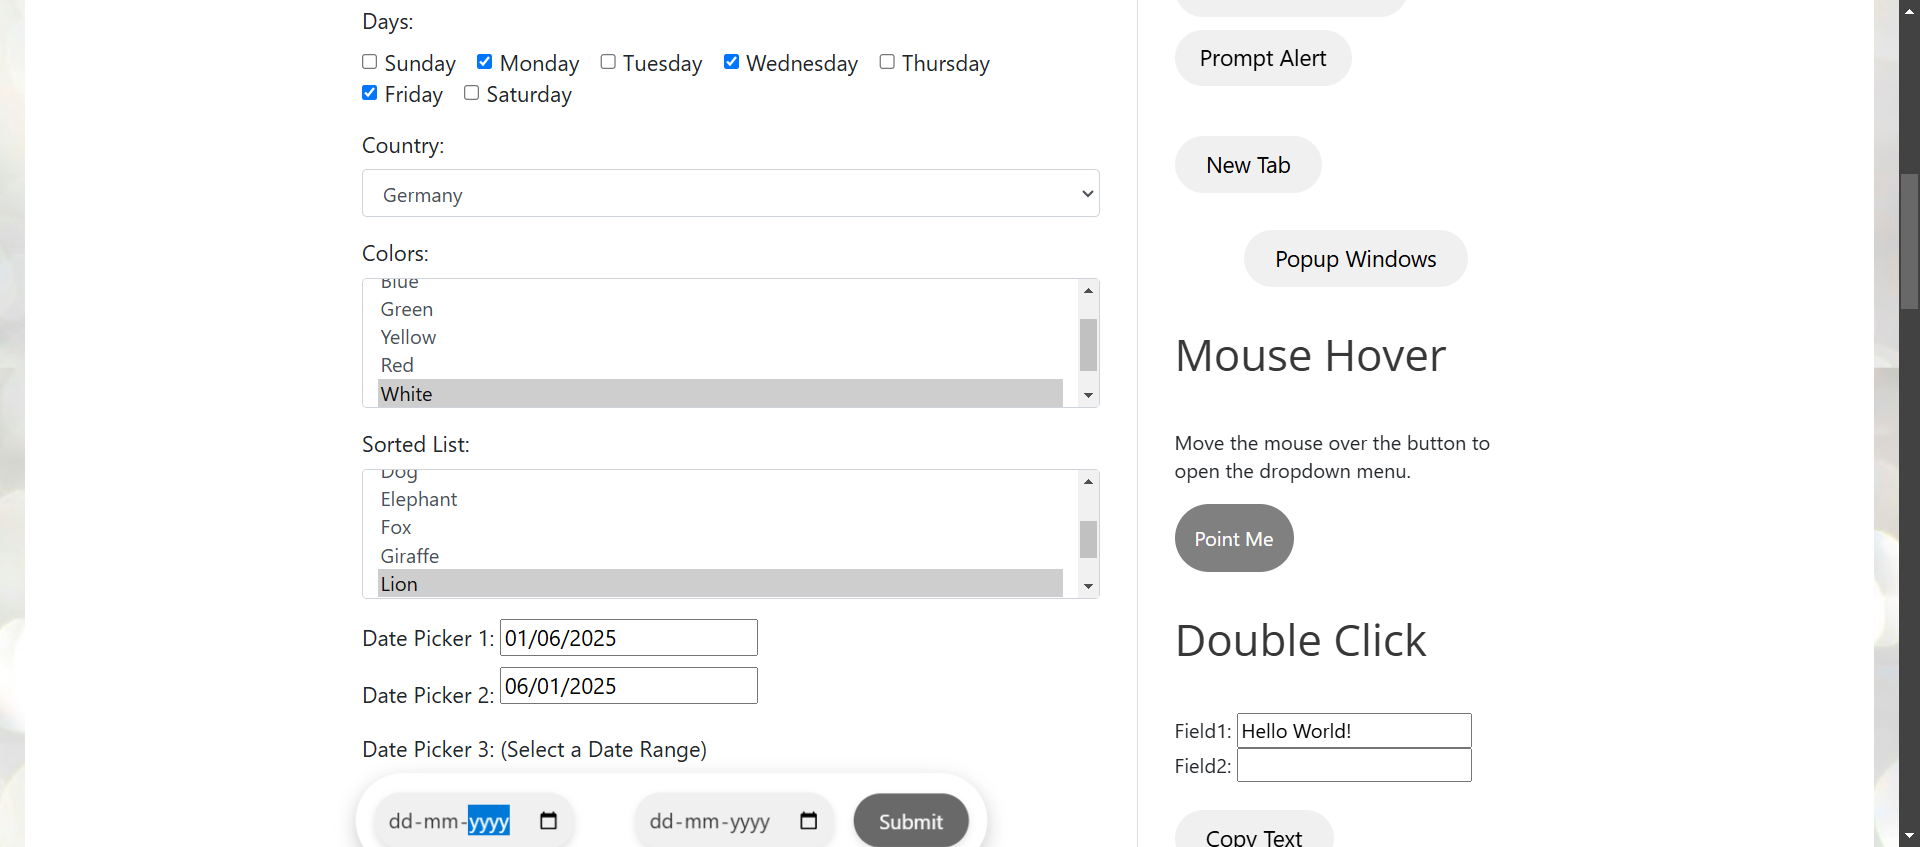 Days:
Sunday Monday Tuesday Wednesday Thursday
Friday Saturday
Country:
Germany
Colors:
Blue
Green
Yellow
Red
White
Sorted List:
Dog
Elephant
Fox
Giraffe
Lion
Date Picker 1: 01/06/2025
Date Picker 2: 06/01/2025
Date Picker 3: (Select a Date Range)
dd-mm-yyyy dd-mm-yyyy Submit
Prompt Alert
New Tab
Popup Windows
Mouse Hover
Move the mouse over the button to
open the dropdown menu.
Point Me
Double Click
Field1: Hello World!
Field2:
Copy Text